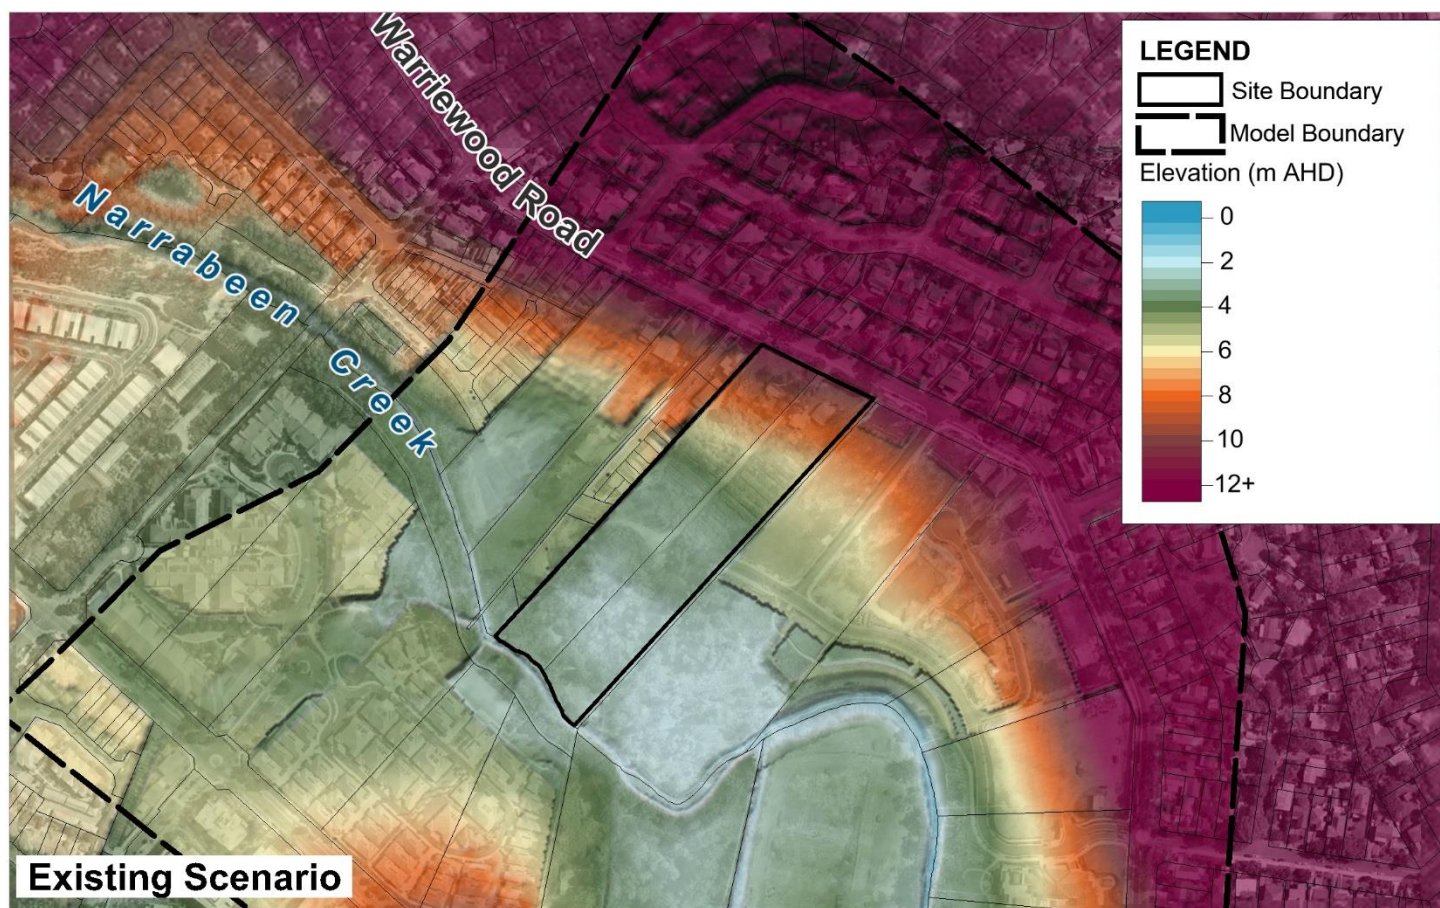 Warriewood Road
Narrabeen Creek
LEGEND
Site Boundary
Model Boundary
Elevation (m AHD)
0
2
4
6
8
10
12+
Existing Scenario